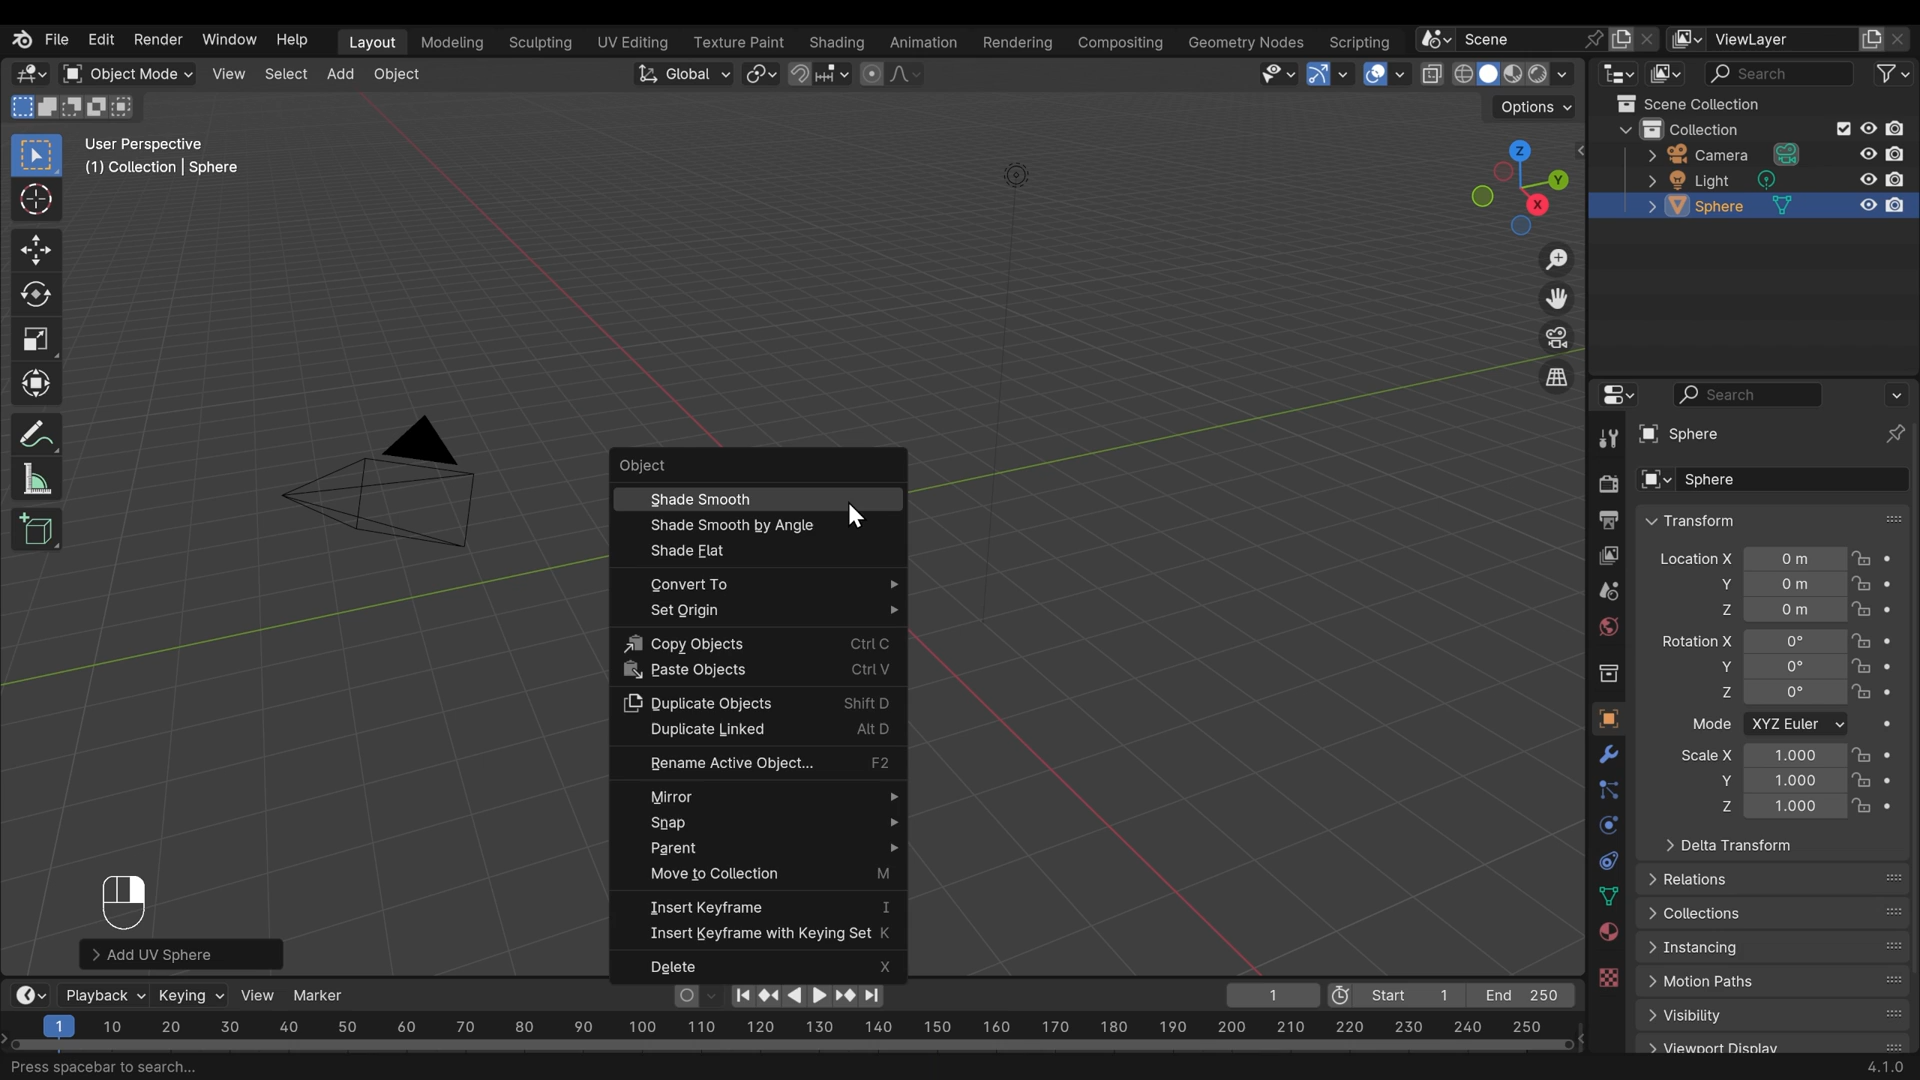 File Edit Render Window Help Layout Modeling Sculpting UV Editing Texture Paint Shading Animation Rendering Compositing Geometry Nodes Scripting Scene ViewLayer
Object Mode View Select Add Object Global Search
Options
User Perspective
(1) Collection | Sphere
Scene Collection
Collection
Camera
Light
Sphere
Z
Y
X
Search
Sphere
Sphere
Transform
Location X 0 m
Y 0 m
Z 0 m
Rotation X 0°
Y 0°
Z 0°
Mode XYZ Euler
Scale X 1.000
Y 1.000
Z 1.000
Delta Transform
Relations
Collections
Instancing
Motion Paths
Visibility
Viewport Display
Object
Shade Smooth
Shade Smooth by Angle
Shade Flat
Convert To
Set Origin
Copy Objects Ctrl C
Paste Objects Ctrl V
Duplicate Objects Shift D
Duplicate Linked Alt D
Rename Active Object... F2
Mirror
Snap
Parent
Move to Collection M
Insert Keyframe I
Insert Keyframe with Keying Set K
Delete X
Add UV Sphere
Playback Keying View Marker 1 Start 1 End 250
1 10 20 30 40 50 60 70 80 90 100 110 120 130 140 150 160 170 180 190 200 210 220 230 240 250
Press spacebar to search... 4.1.0